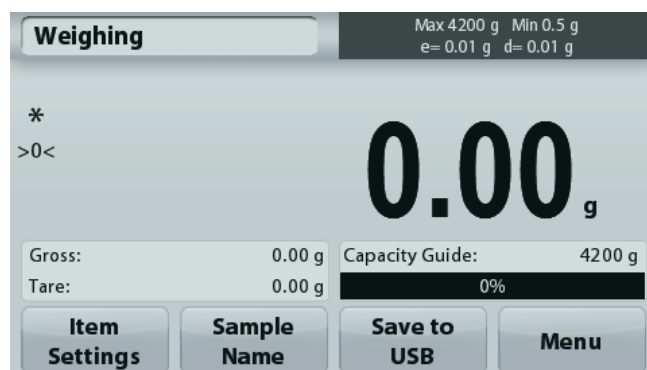 Weighing
Max 4200 g Min 0.5 g
e= 0.01 g d= 0.01 g
*
>0<
0.00 g
Gross: 0.00 g
Tare: 0.00 g
Capacity Guide: 4200 g
0%
Item
Settings
Sample
Name
Save to
USB
Menu